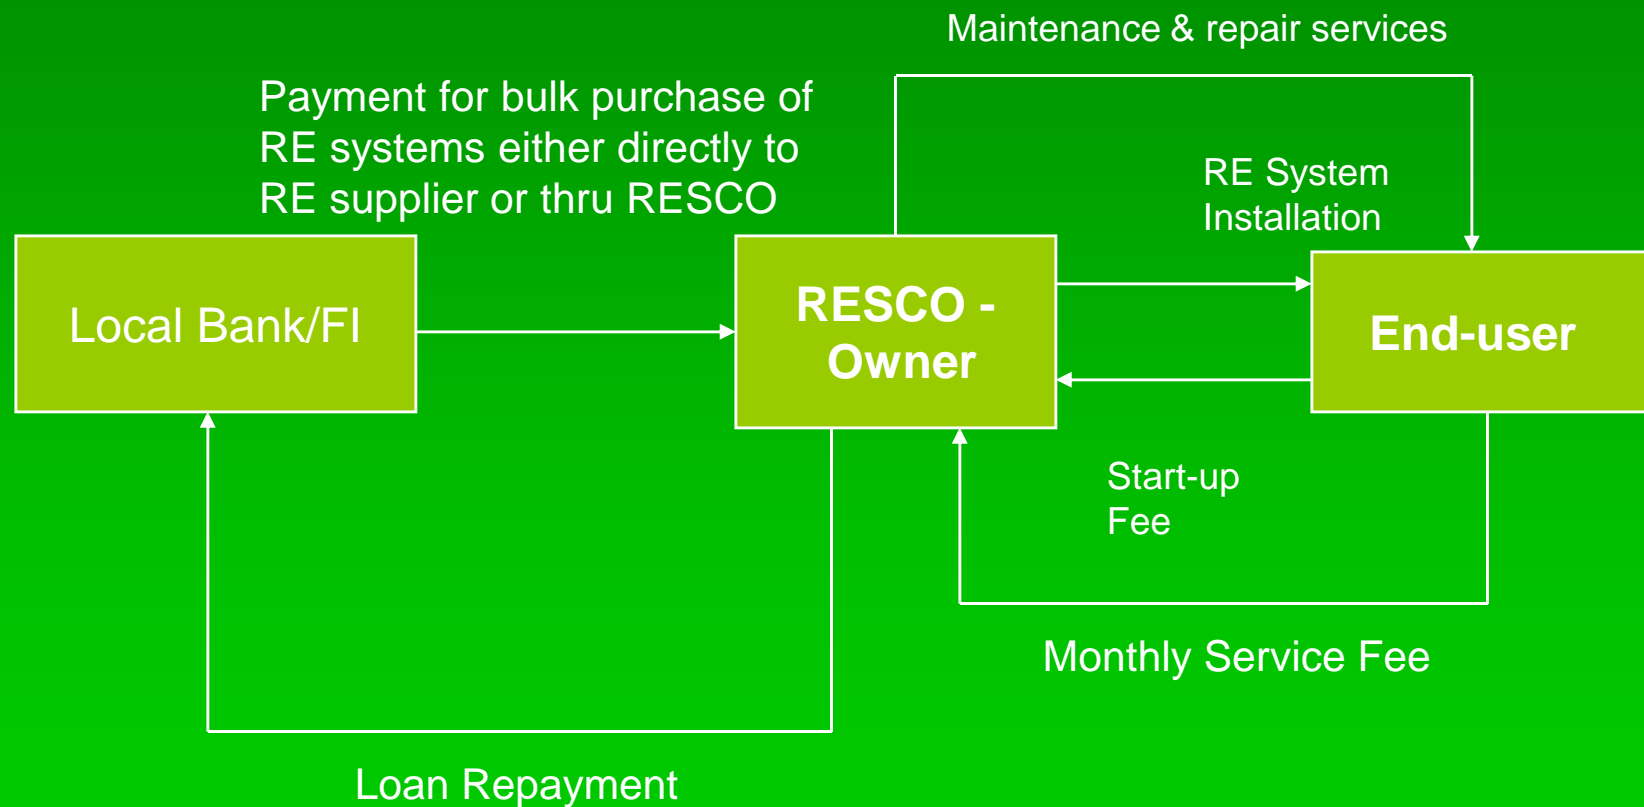 Maintenance & repair services
Payment for bulk purchase of
RE systems either directly to
RE supplier or thru RESCO
RE System
Installation
Local Bank/FI
RESCO -
Owner
End-user
Start-up
Fee
Monthly Service Fee
Loan Repayment